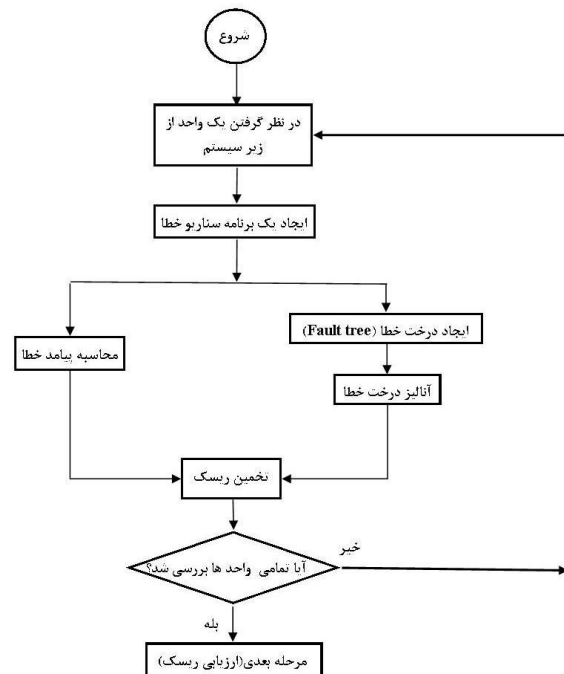 شروع
در نظر گرفتن یک واحد از
زیر سیستم
ایجاد یک برنامه سناریو خطا
ایجاد درخت خطا (Fault tree)
محاسبه پیامد خطا
آنالیز درخت خطا
تخمین ریسک
آیا تمامی واحد ها بررسی شد؟
خیر
بله
مرحله بعدی(ارزیابی ریسک)